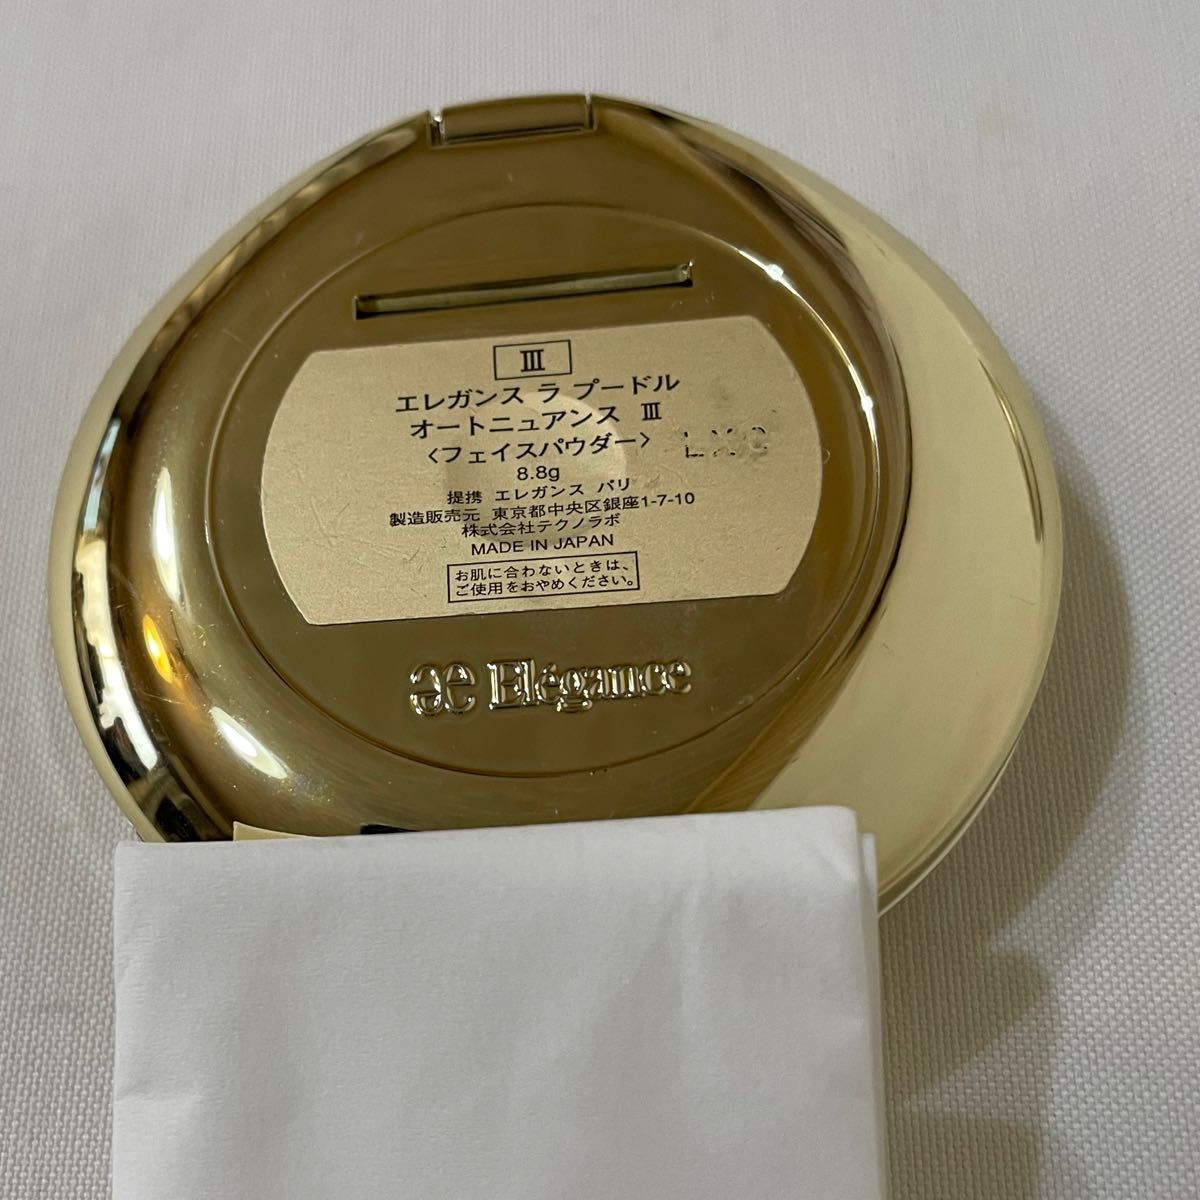 III
エレガンス ラ プードル
オートニュアンス III
〈フェイスパウダー〉
8.8g
提携 エレガンス パリ
製造販売元 東京都中央区銀座1-7-10
株式会社テクノラボ
MADE IN JAPAN
お肌に合わないときは、
ご使用をおやめください。
Elégance